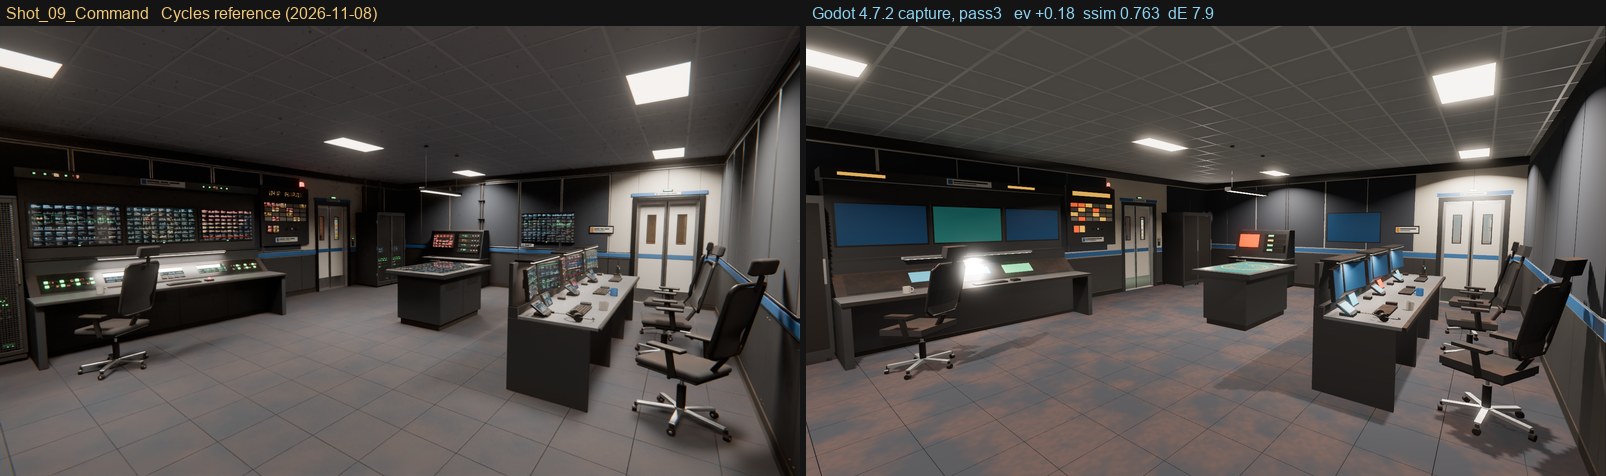 Shot_09_Command Cycles reference (2026-11-08)
Godot 4.7.2 capture, pass3 ev +0.18 ssim 0.763 dE 7.9